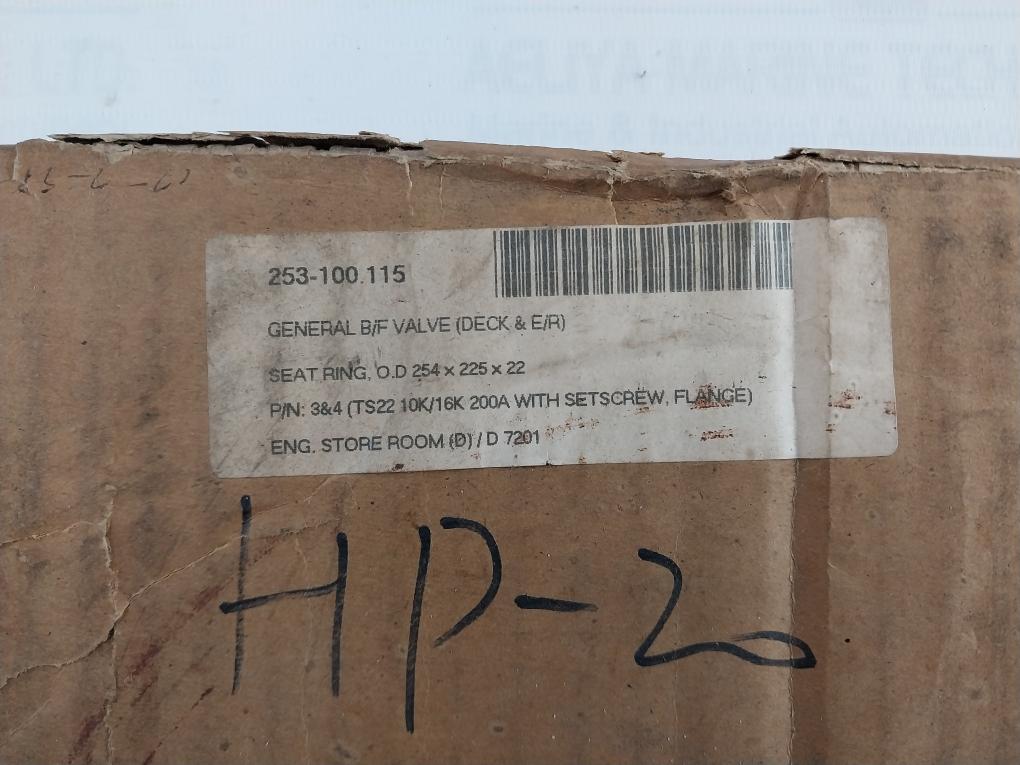 253-100.115
GENERAL B/F VALVE (DECK & E/R)
SEAT RING, O.D 254 x 225 x 22
P/N: 3&4 (TS22 10K/16K 200A WITH SETSCREW, FLANGE)
ENG. STORE ROOM (D) / D 7201
HP-20